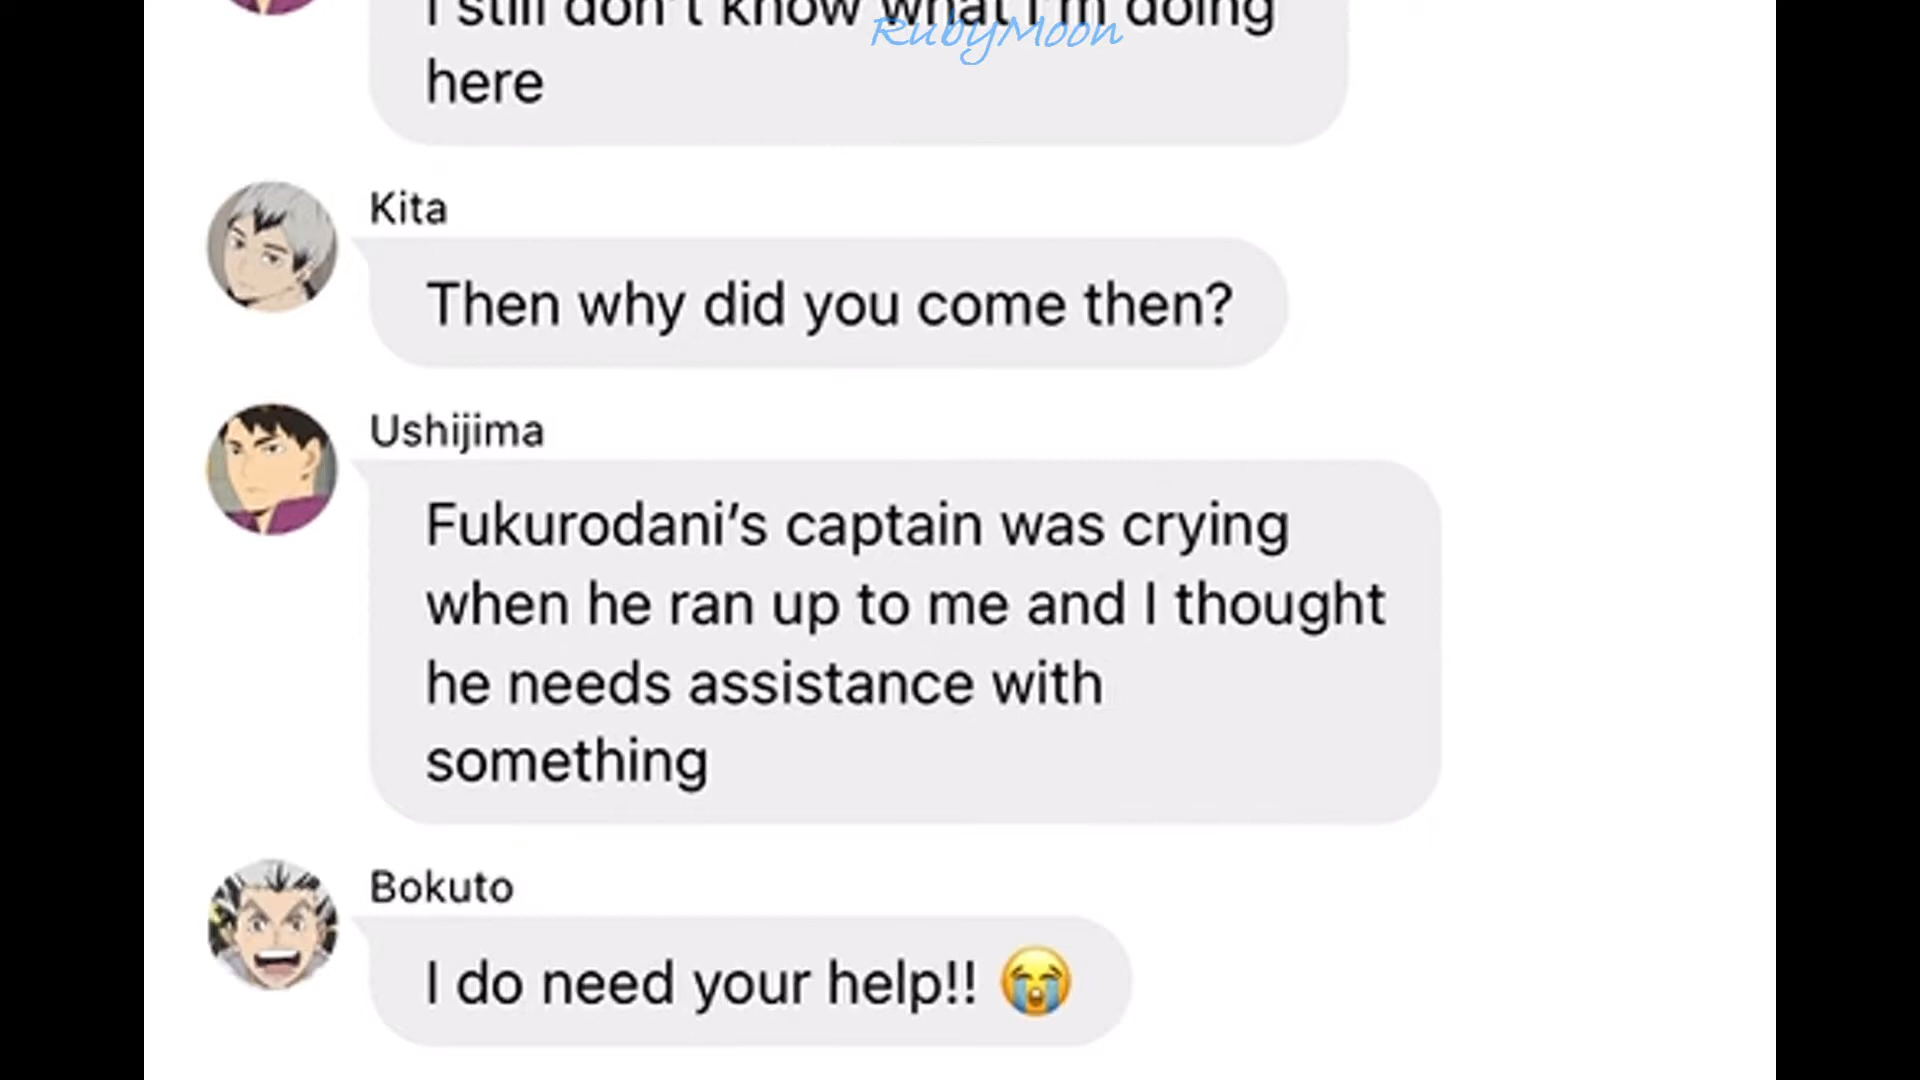 I still don't know what I'm doing
RubyMoon
here
Kita
Then why did you come then?
Ushijima
Fukurodani's captain was crying
when he ran up to me and I thought
he needs assistance with
something
Bokuto
I do need your help!! 😭